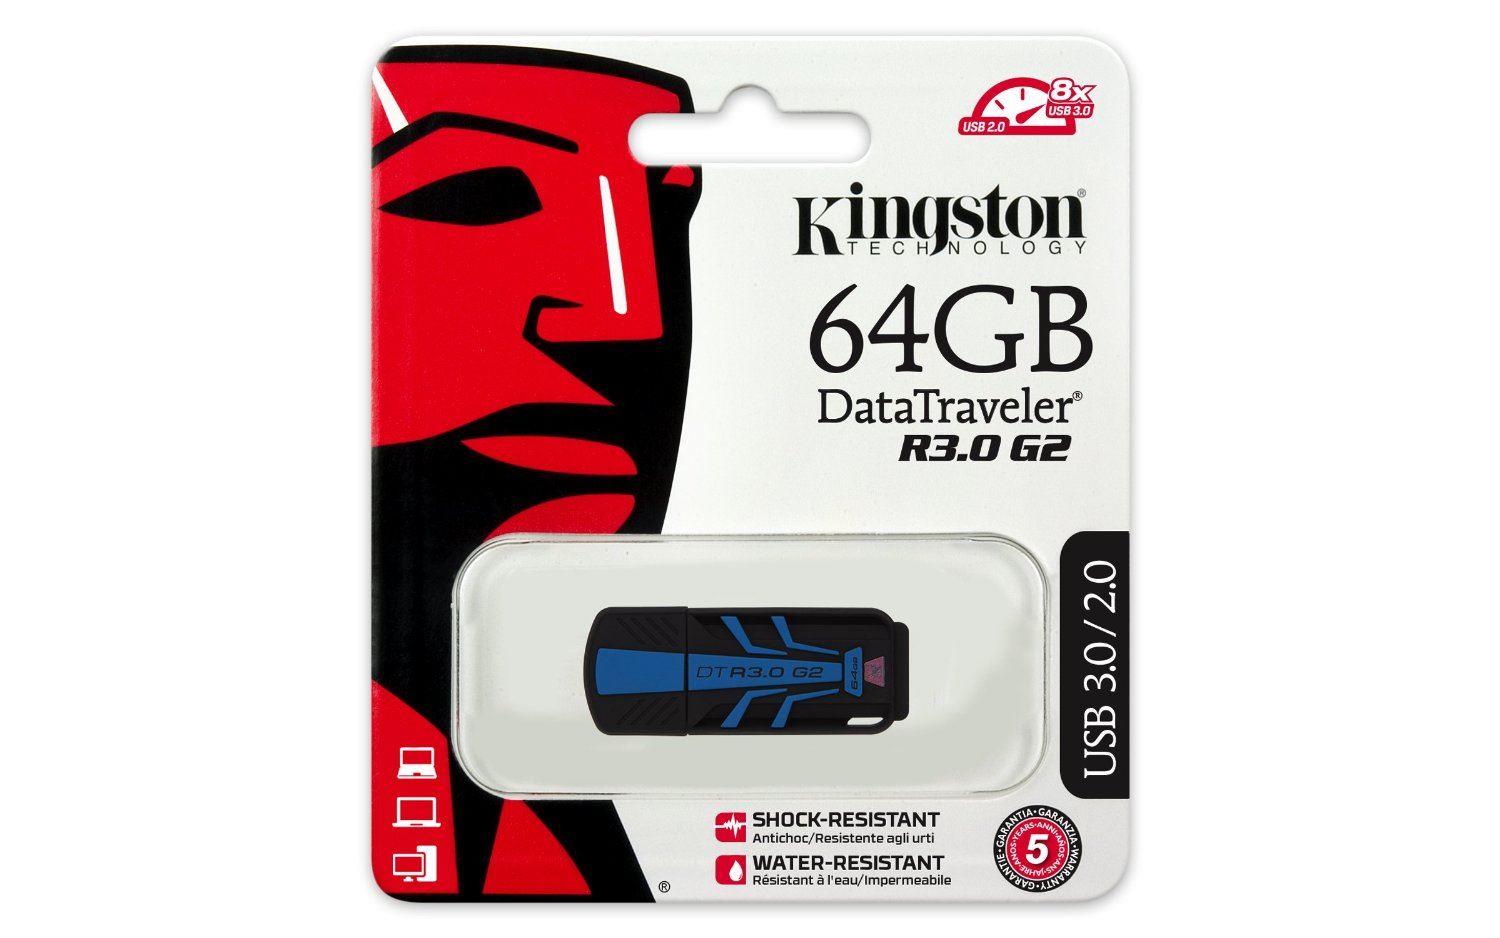 8x
USB 2.0
USB 3.0
Kingston®
TECHNOLOGY
64GB
DataTraveler®
R3.0 G2
USB 3.0 / 2.0
DT R3.0 G2
64GB
SHOCK-RESISTANT
Antichoc/Resistente agli urti
WATER-RESISTANT
Résistant à l'eau/Impermeabile
®
5